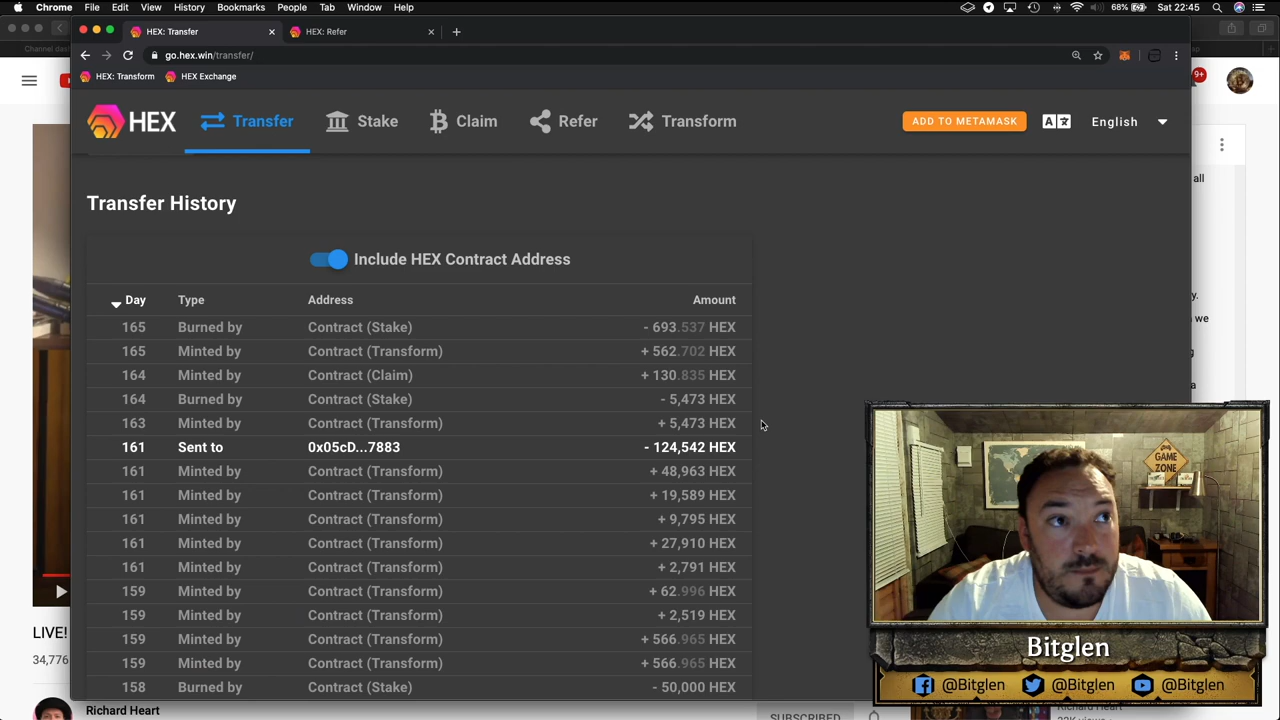 Chrome File Edit View History Bookmarks People Tab Window Help 68% Sat 22:45
HEX: Transfer HEX: Refer
go.hex.win/transfer/
HEX: Transform HEX Exchange
Channel das
9+
HEX Transfer Stake Claim Refer Transform ADD TO METAMASK English
all
Transfer History
Include HEX Contract Address
Day Type Address Amount
165 Burned by Contract (Stake) - 693.537 HEX
165 Minted by Contract (Transform) + 562.702 HEX
164 Minted by Contract (Claim) + 130.835 HEX
164 Burned by Contract (Stake) - 5,473 HEX
163 Minted by Contract (Transform) + 5,473 HEX
161 Sent to 0x05cD...7883 - 124,542 HEX
161 Minted by Contract (Transform) + 48,963 HEX
161 Minted by Contract (Transform) + 19,589 HEX
161 Minted by Contract (Transform) + 9,795 HEX
161 Minted by Contract (Transform) + 27,910 HEX
161 Minted by Contract (Transform) + 2,791 HEX
159 Minted by Contract (Transform) + 62.996 HEX
159 Minted by Contract (Transform) + 2,519 HEX
159 Minted by Contract (Transform) + 566.965 HEX
159 Minted by Contract (Transform) + 566.965 HEX
158 Burned by Contract (Stake) - 50,000 HEX
y.
we
a
GAME
ZONE
Bitglen
@Bitglen @Bitglen @Bitglen
LIVE!
34,776
Richard Heart
SUBSCRIBED
Richard Heart